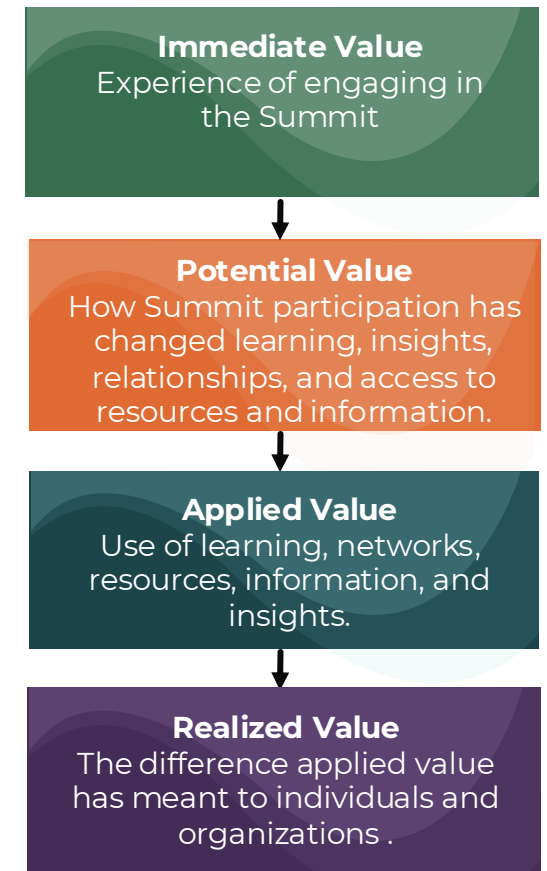 Immediate Value
Experience of engaging in
the Summit
Potential Value
How Summit participation has
changed learning, insights,
relationships, and access to
resources and information.
Applied Value
Use of learning, networks,
resources, information, and
insights.
Realized Value
The difference applied value
has meant to individuals and
organizations .